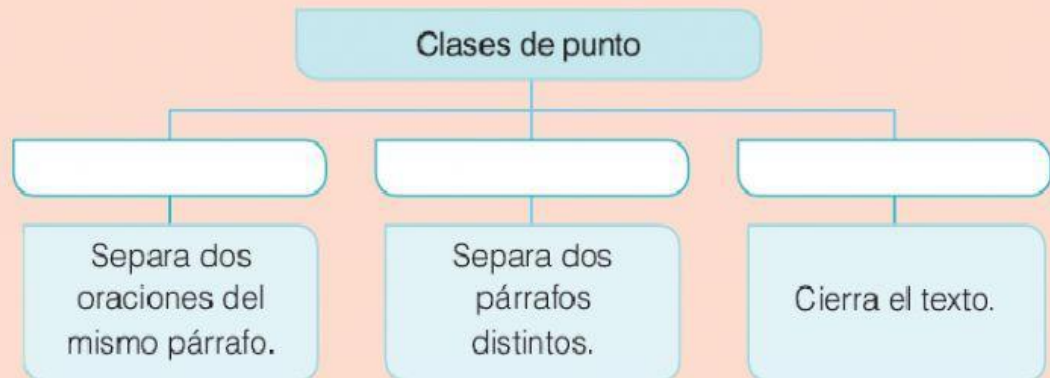 Clases de punto
Separa dos
oraciones del
mismo párrafo.
Separa dos
párrafos
distintos.
Cierra el texto.